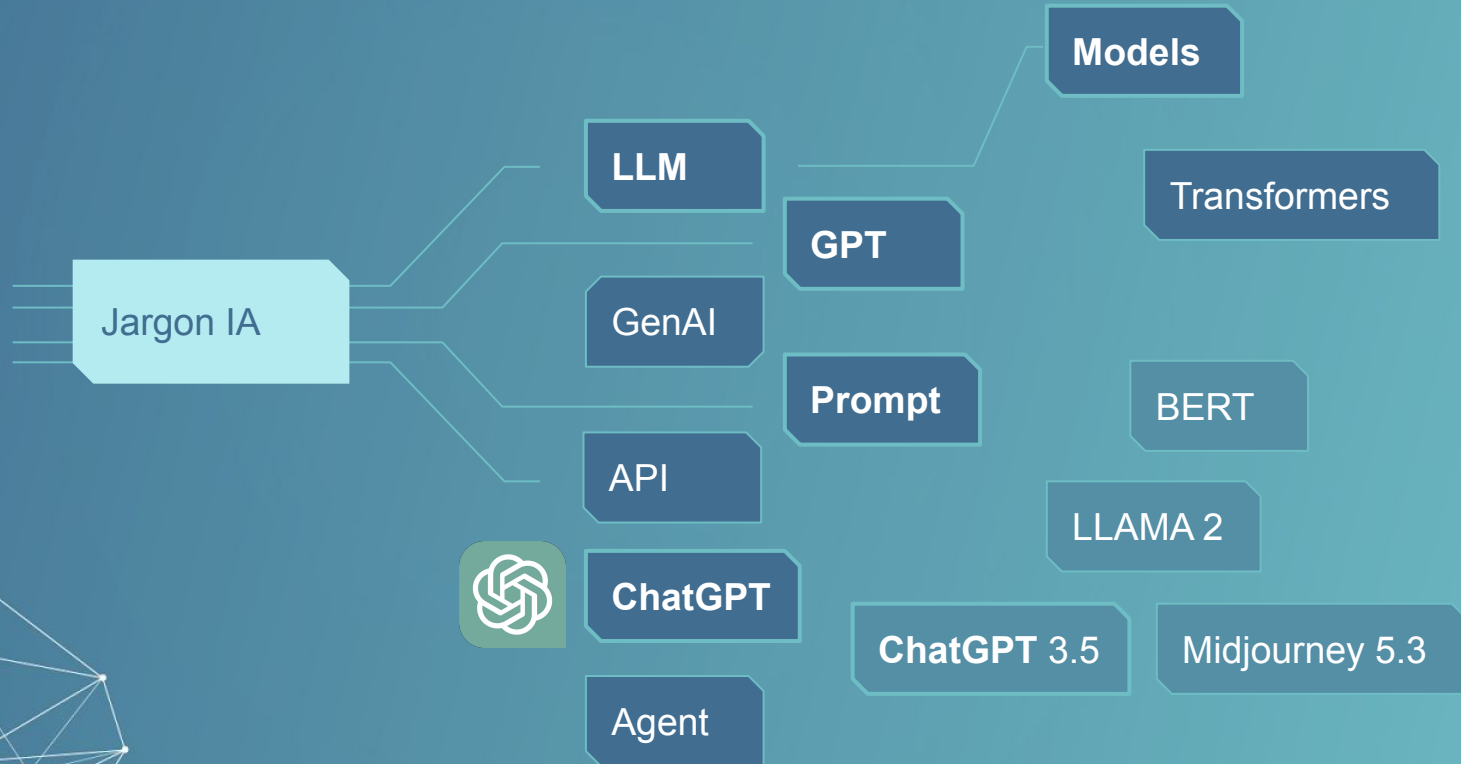 Models
LLM
Transformers
GPT
Jargon IA
GenAI
Prompt
BERT
API
LLAMA 2
ChatGPT
ChatGPT 3.5
Midjourney 5.3
Agent